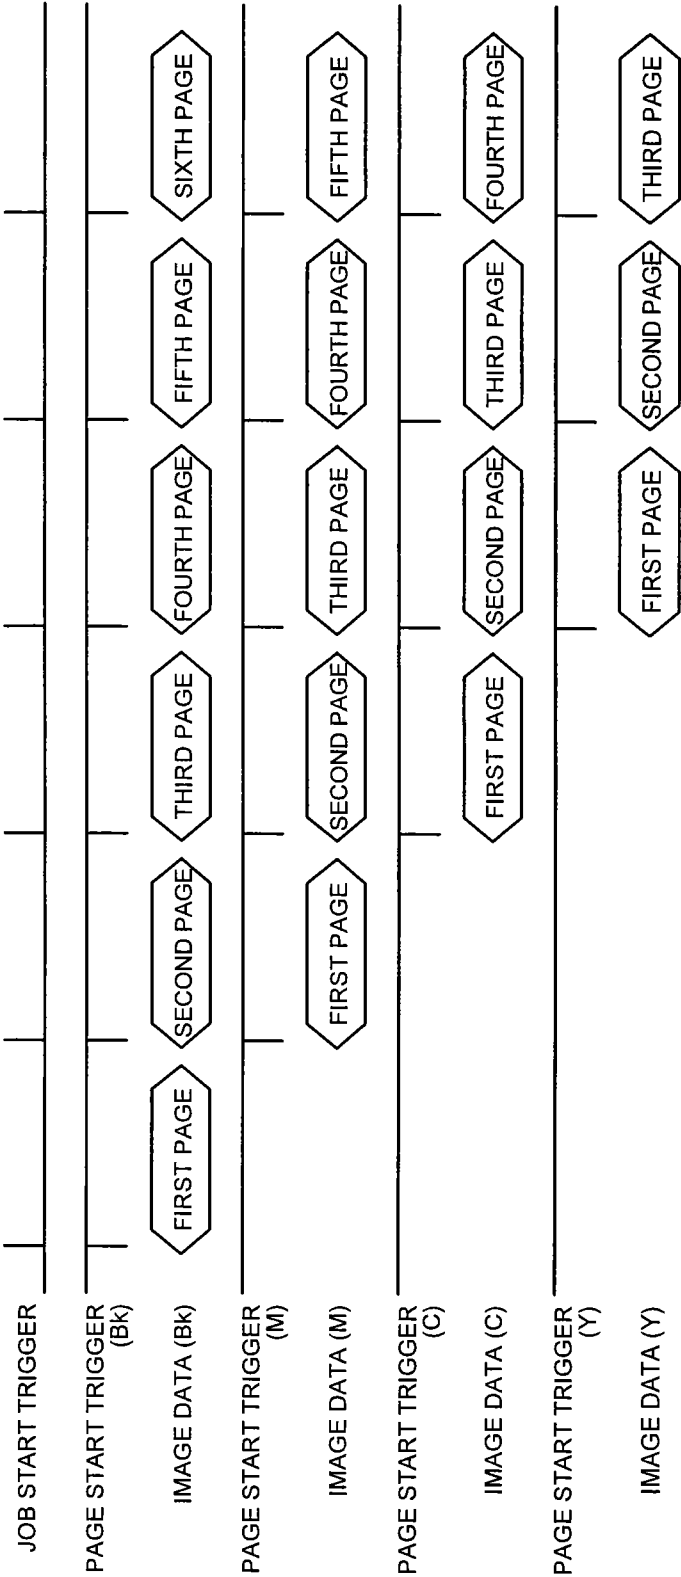 JOB START TRIGGER
PAGE START TRIGGER
(Bk)
IMAGE DATA (Bk)
FIRST PAGE
SECOND PAGE
THIRD PAGE
FOURTH PAGE
FIFTH PAGE
SIXTH PAGE
PAGE START TRIGGER
(M)
IMAGE DATA (M)
FIRST PAGE
SECOND PAGE
THIRD PAGE
FOURTH PAGE
FIFTH PAGE
PAGE START TRIGGER
(C)
IMAGE DATA (C)
FIRST PAGE
SECOND PAGE
THIRD PAGE
FOURTH PAGE
PAGE START TRIGGER
(Y)
IMAGE DATA (Y)
FIRST PAGE
SECOND PAGE
THIRD PAGE